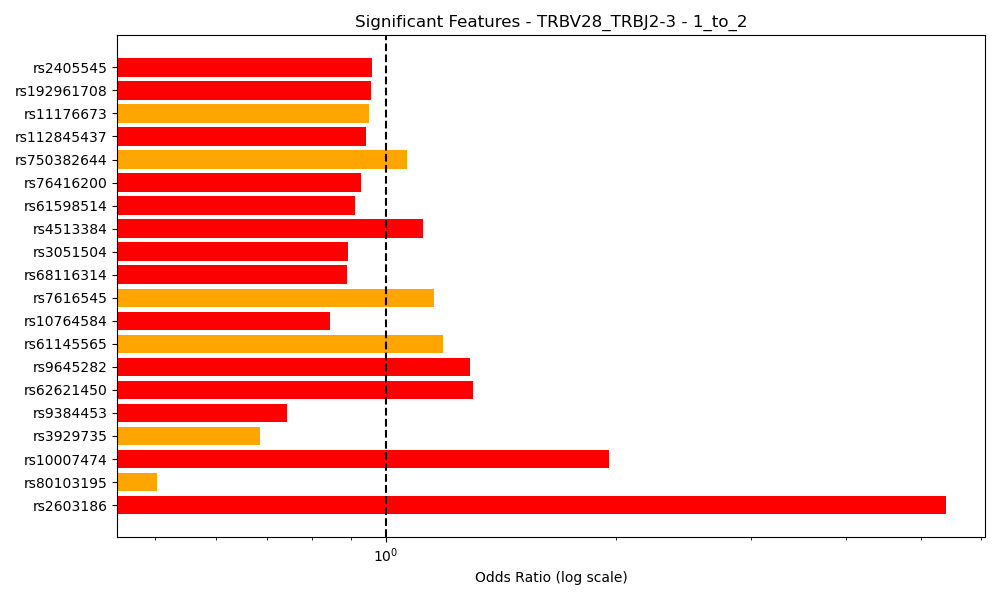 Significant Features - TRBV28_TRBJ2-3 - 1_to_2
rs2405545
rs192961708
rs11176673
rs112845437
rs750382644
rs76416200
rs61598514
rs4513384
rs3051504
rs68116314
rs7616545
rs10764584
rs61145565
rs9645282
rs62621450
rs9384453
rs3929735
rs10007474
rs80103195
rs2603186
10⁰
Odds Ratio (log scale)